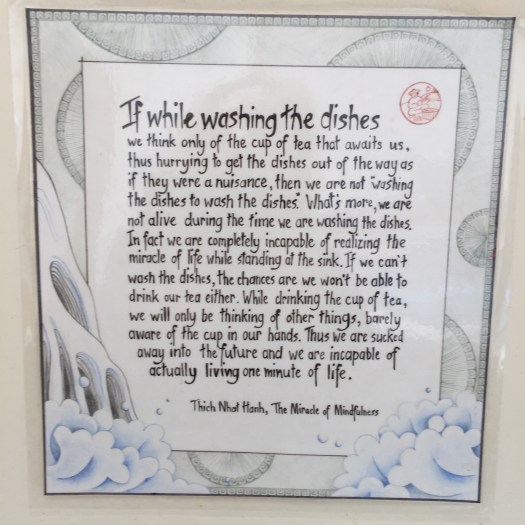 If while washing the dishes
we think only of the cup of tea that awaits us,
thus hurrying to get the dishes out of the way as
if they were a nuisance, then we are not "washing
the dishes to wash the dishes." What's more, we are
not alive during the time we are washing the dishes.
In fact we are completely incapable of realizing the
miracle of life while standing at the sink. If we can't
wash the dishes, the chances are we won't be able to
drink our tea either. While drinking the cup of tea,
we will only be thinking of other things, barely
aware of the cup in our hands. Thus we are sucked
away into the future and we are incapable of
actually living one minute of life.
Thich Nhat Hanh, The Miracle of Mindfulness